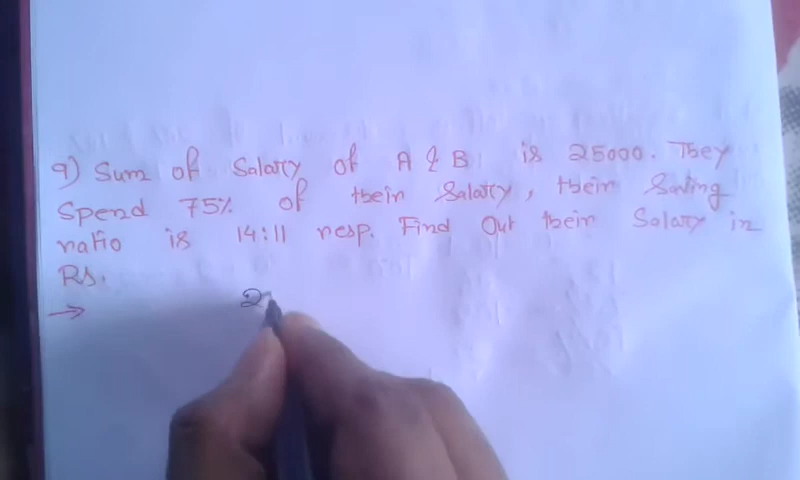 9) Sum of Salary of A & B is 25000. They
Spend 75% of their Salary, their Saving
ratio is 14:11 resp. Find Out their Salary in
Rs.
→ 2